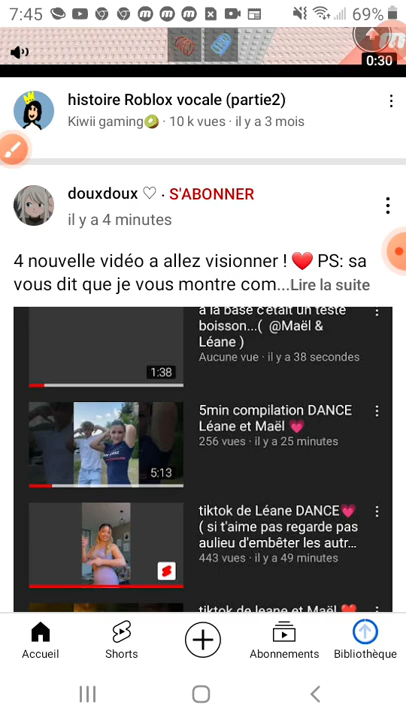 7:45
69%
0:30
histoire Roblox vocale (partie2)
Kiwii gaming🥝 · 10 k vues · il y a 3 mois
douxdoux ♡ · S'ABONNER
il y a 4 minutes
4 nouvelle vidéo a allez visionner ! ❤️ PS: sa
vous dit que je vous montre com...Lire la suite
a la base c'était un teste
boisson...( @Maël &
Léane )
Aucune vue · il y a 38 secondes
1:38
5min compilation DANCE
Léane et Maël 💗
256 vues · il y a 25 minutes
5:13
tiktok de Léane DANCE💗
( si t'aime pas regarde pas
aulieu d'embêter les autr...
443 vues · il y a 49 minutes
tiktok de leane et Maël ❤️
Accueil
Shorts
Abonnements
Bibliothèque